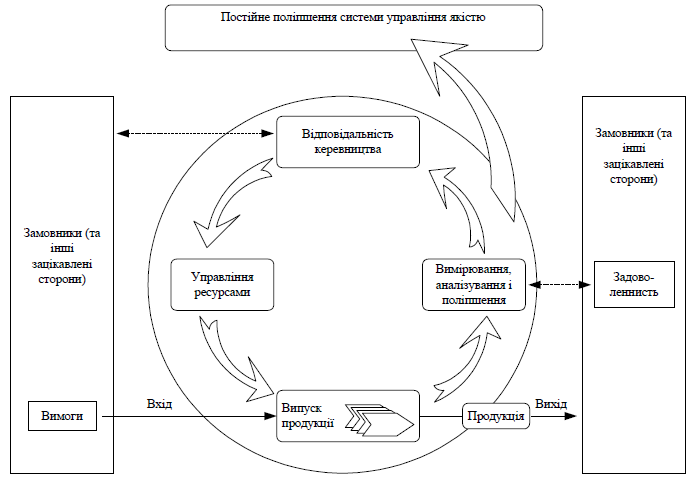 Постійне поліпшення системи управління якістю
Замовники (та
інші
зацікавлені
сторони)
Вимоги
Вхід
Відповідальність
керевництва
Управління
ресурсами
Вимірювання,
аналізування і
поліпшення
Випуск
продукції
Продукція
Вихід
Замовники (та
інші
зацікавлені
сторони)
Задово-
леннисть